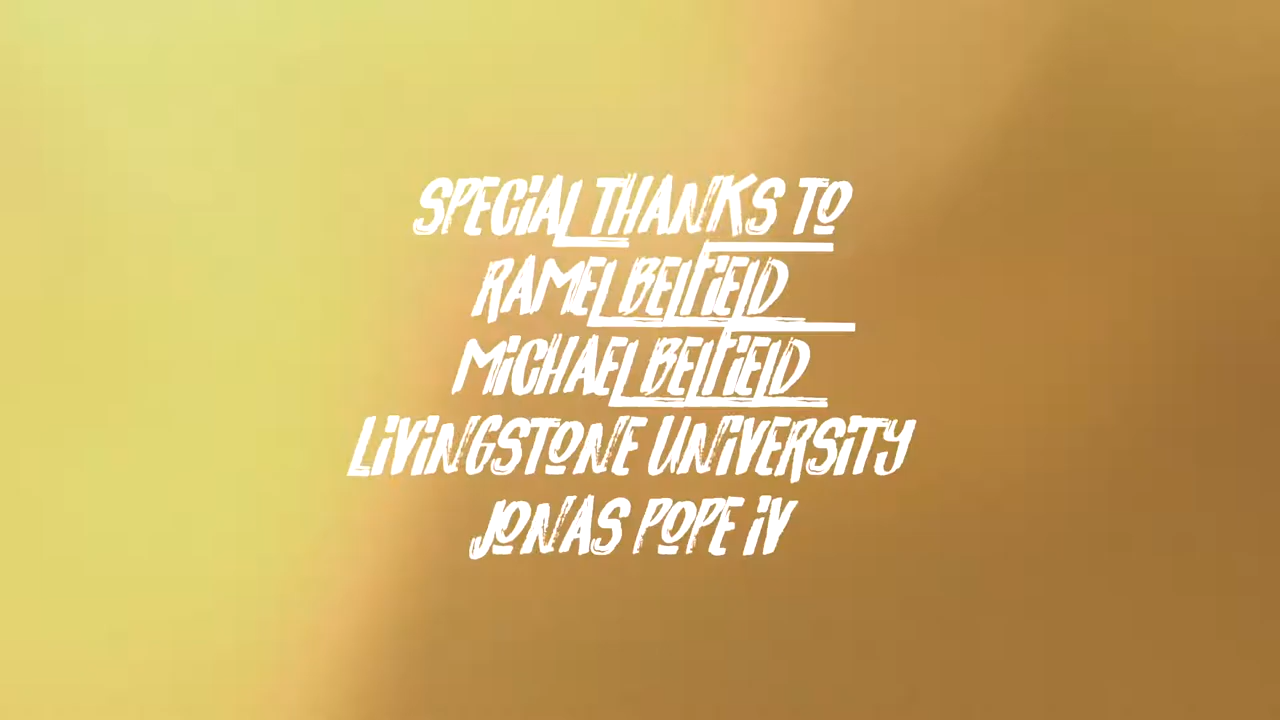 SPECiAL THANKS TO
RAMEL BELFiELD
MiCHAEL BELFiELD
LiViNGSTONE UNiVERSiTY
JONAS POPE iV